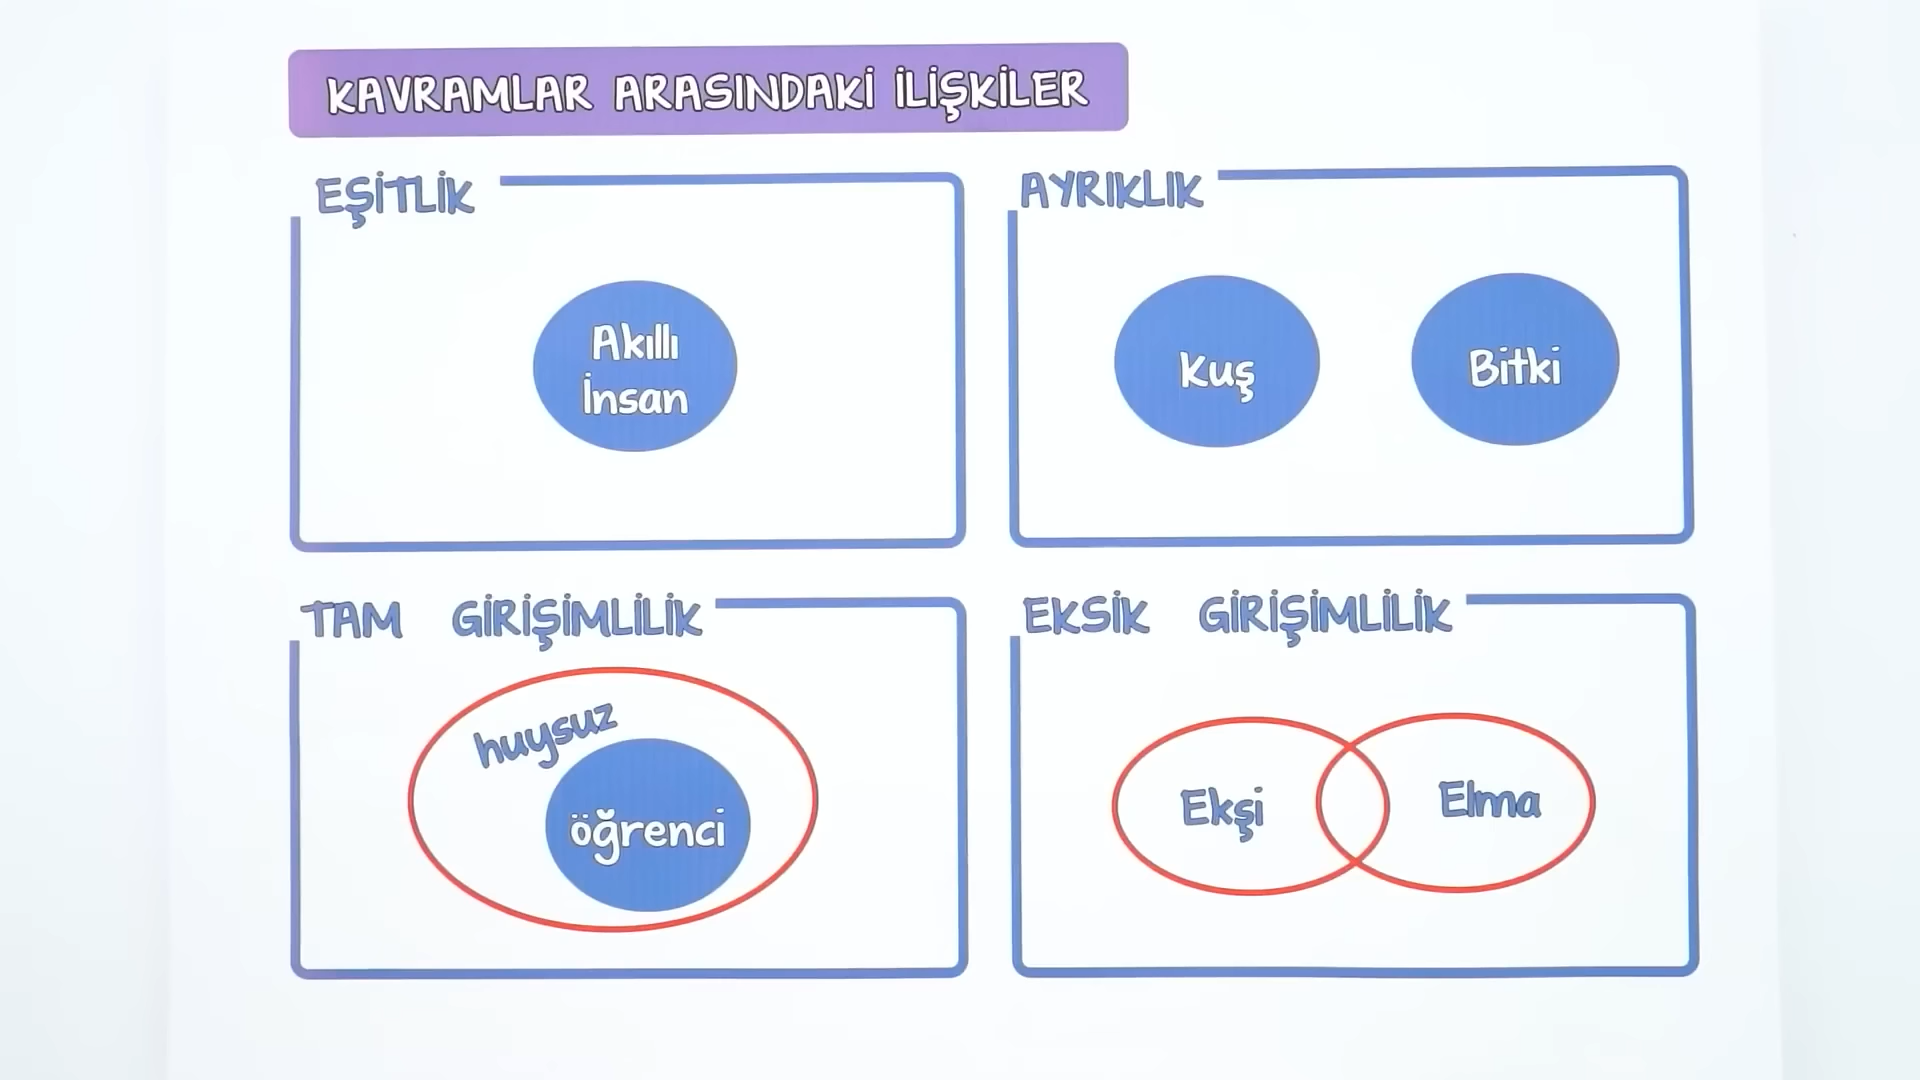 KAVRAMLAR ARASINDAKİ İLİŞKİLER
EŞİTLİK
Akıllı
İnsan
AYRIKLIK
Kuş
Bitki
TAM GİRİŞİMLİLİK
huysuz
öğrenci
EKSİK GİRİŞİMLİLİK
Ekşi
Elma